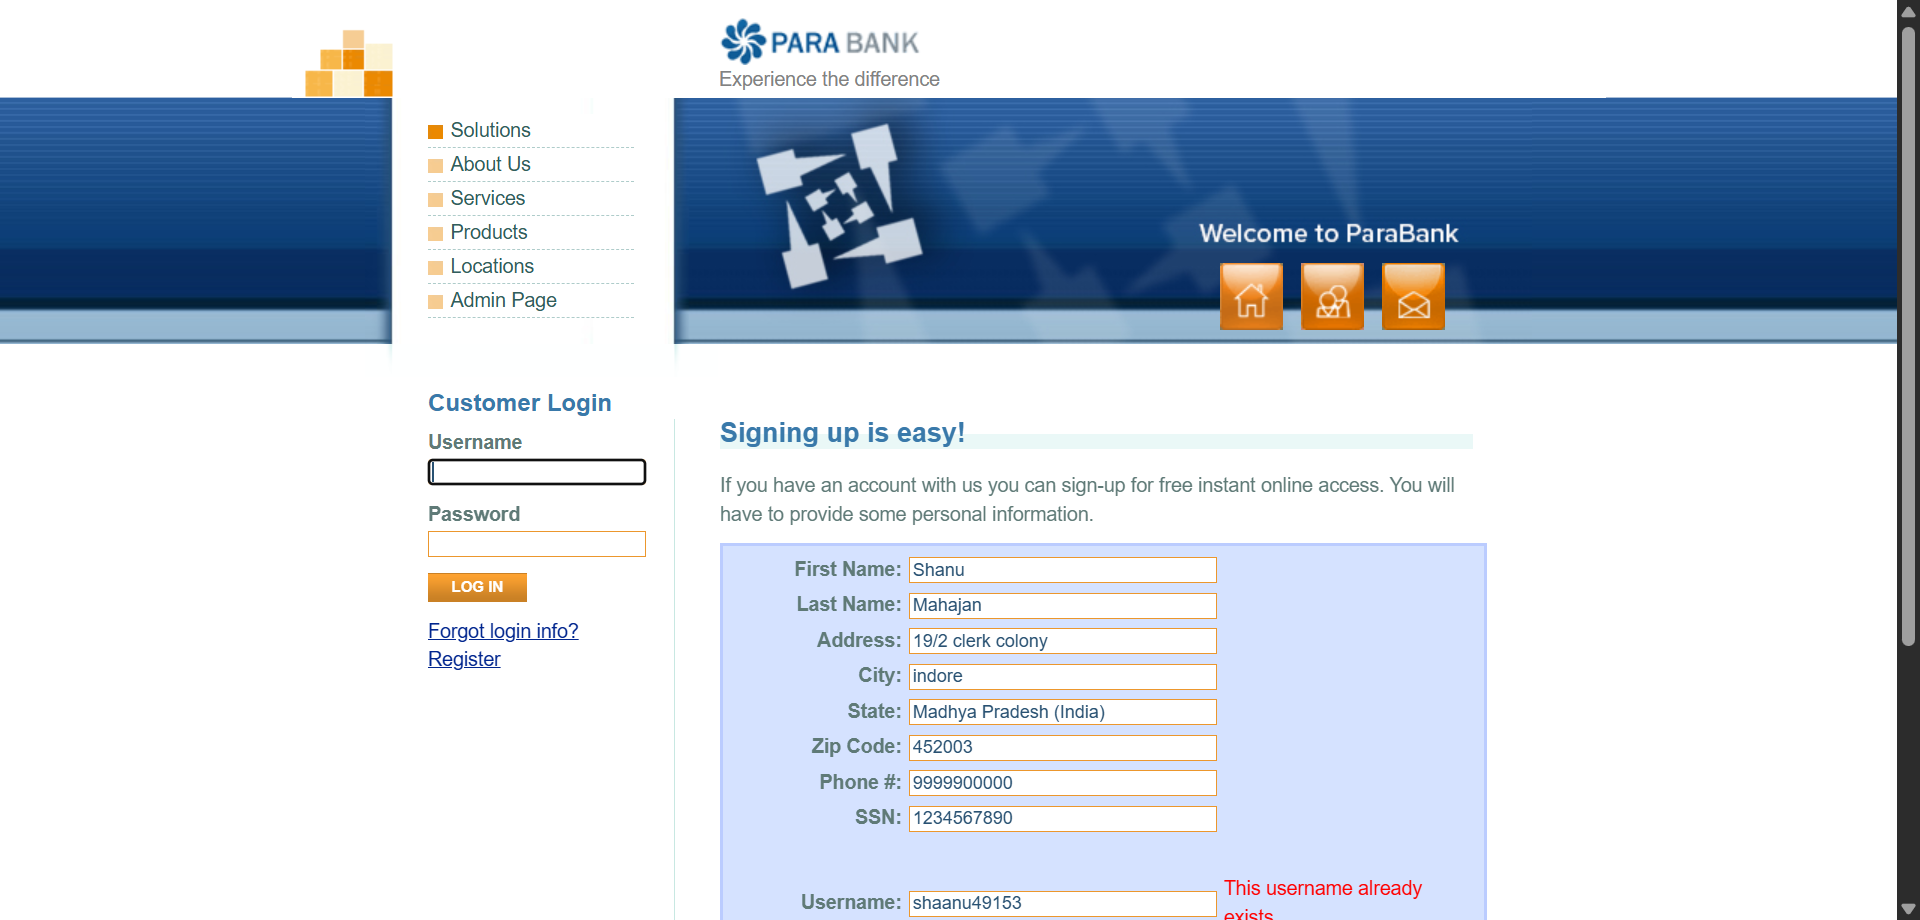 PARA BANK
Experience the difference
Solutions
About Us
Services
Products
Locations
Admin Page
Welcome to ParaBank
Customer Login
Username
Password
LOG IN
Forgot login info?
Register
Signing up is easy!
If you have an account with us you can sign-up for free instant online access. You will
have to provide some personal information.
First Name: Shanu
Last Name: Mahajan
Address: 19/2 clerk colony
City: indore
State: Madhya Pradesh (India)
Zip Code: 452003
Phone #: 9999900000
SSN: 1234567890
Username: shaanu49153
This username already
exists